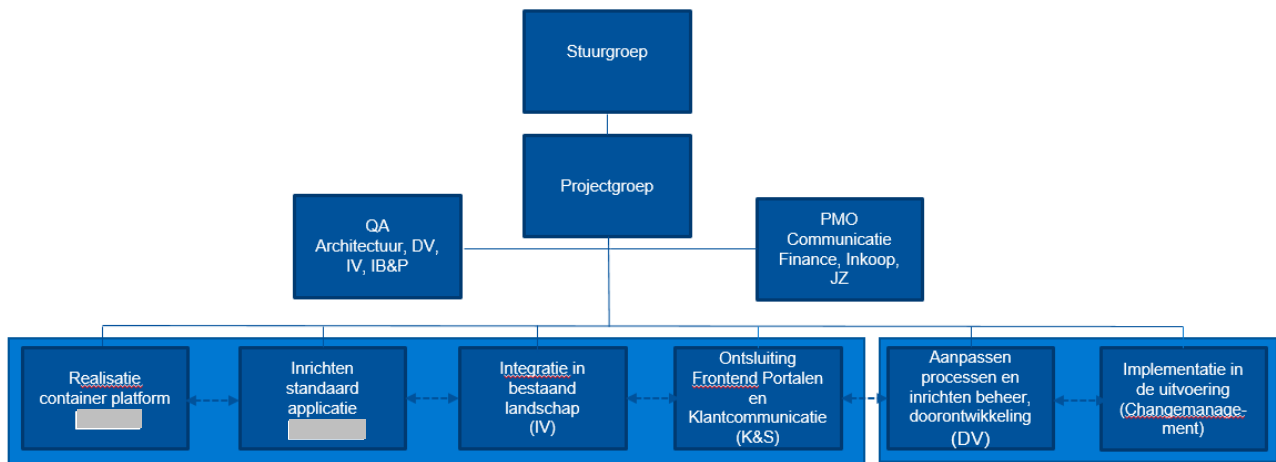 Stuurgroep
Projectgroep
QA
Architectuur, DV,
IV, IB&P
PMO
Communicatie
Finance, Inkoop,
JZ
Realisatie
container platform
Inrichten
standaard
applicatie
Integratie in
bestaand
landschap
(IV)
Ontsluiting
Frontend Portalen
en
Klantcommunicatie
(K&S)
Aanpassen
processen en
inrichten beheer,
doorontwikkeling
(DV)
Implementatie in
de uitvoering
(Changemanage-
ment)